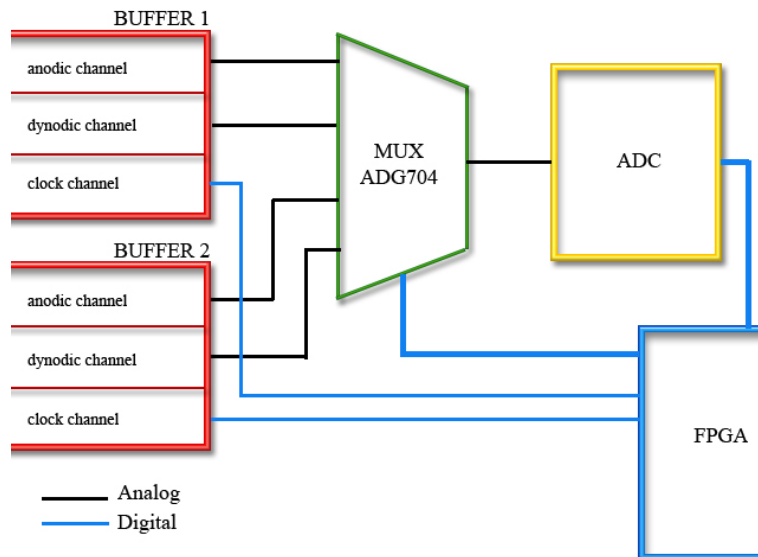 BUFFER 1
anodic channel
dynodic channel
clock channel
MUX
ADG704
ADC
BUFFER 2
anodic channel
dynodic channel
clock channel
FPGA
Analog
Digital